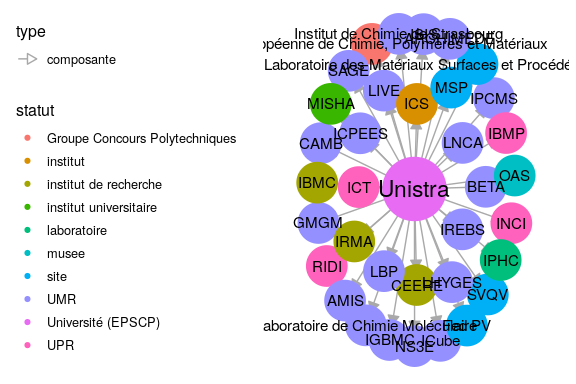 type
composante
statut
Groupe Concours Polytechniques
institut
institut de recherche
institut universitaire
laboratoire
musee
site
UMR
Université (EPSCP)
UPR
Institut de Chimie de Strasbourg
opéenne de Chimie, Polymères et Matériaux
Laboratoire des Matériaux Surfaces et Procédé
SAGE
LIVE
MSP
ICS
IPCMS
MISHA
ICPEES
IBMP
CAMB
LNCA
OAS
IBMC
ICT
Unistra
BETA
GMGM
INCI
IREBS
IRMA
IPHC
RIDI
LBP
CEERE
LHYGES
SVQV
AMIS
aboratoire de Chimie Moléculaire
IGBMC
ICube
NS3E